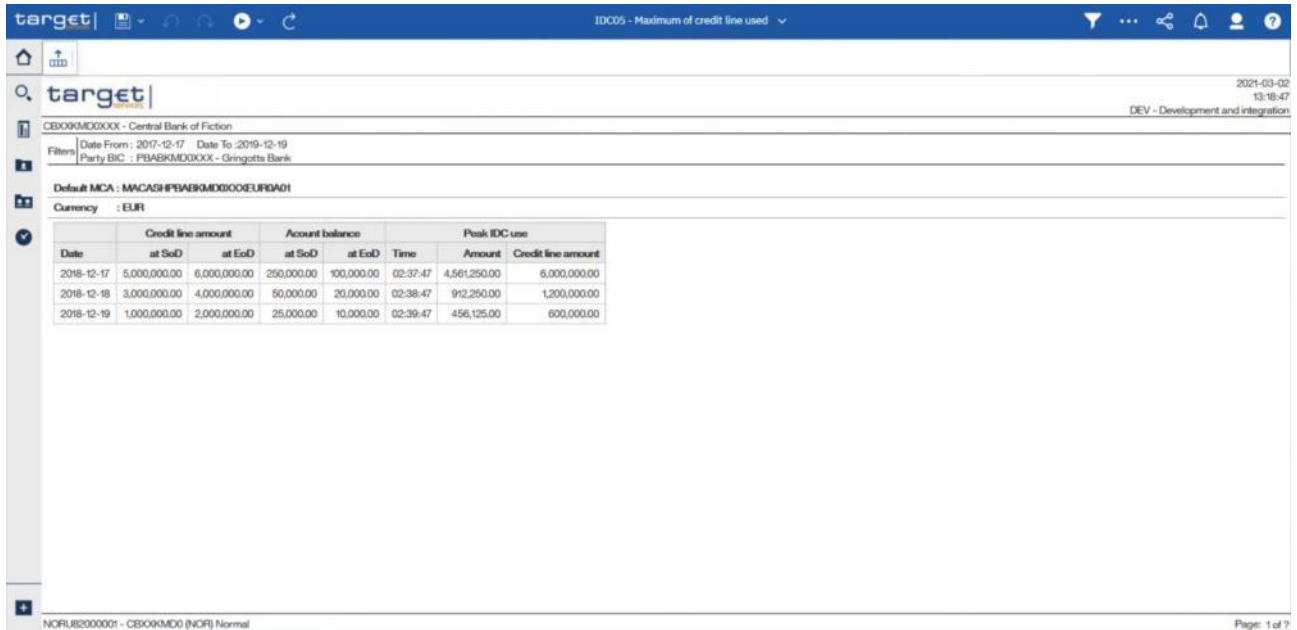 target| IDC05 - Maximum of credit line used
target|
services
2021-03-02
13:18:47
DEV - Development and integration
CBXXKMD0XXX - Central Bank of Fiction
Filters Date From : 2017-12-17 Date To :2019-12-19
Party BIC : PBABKMD0XXX - Gringotts Bank
Default MCA : MACASHPBABKMD0XXXEUR0A01
Currency : EUR
Credit line amount Acount balance Peak IDC use
Date at SoD at EoD at SoD at EoD Time Amount Credit line amount
2018-12-17 5,000,000.00 6,000,000.00 250,000.00 100,000.00 02:37:47 4,561,250.00 6,000,000.00
2018-12-18 3,000,000.00 4,000,000.00 50,000.00 20,000.00 02:38:47 912,250.00 1,200,000.00
2018-12-19 1,000,000.00 2,000,000.00 25,000.00 10,000.00 02:39:47 456,125.00 600,000.00
NORU82000001 - CBXXKMD0 (NOR) Normal Page: 1 of ?